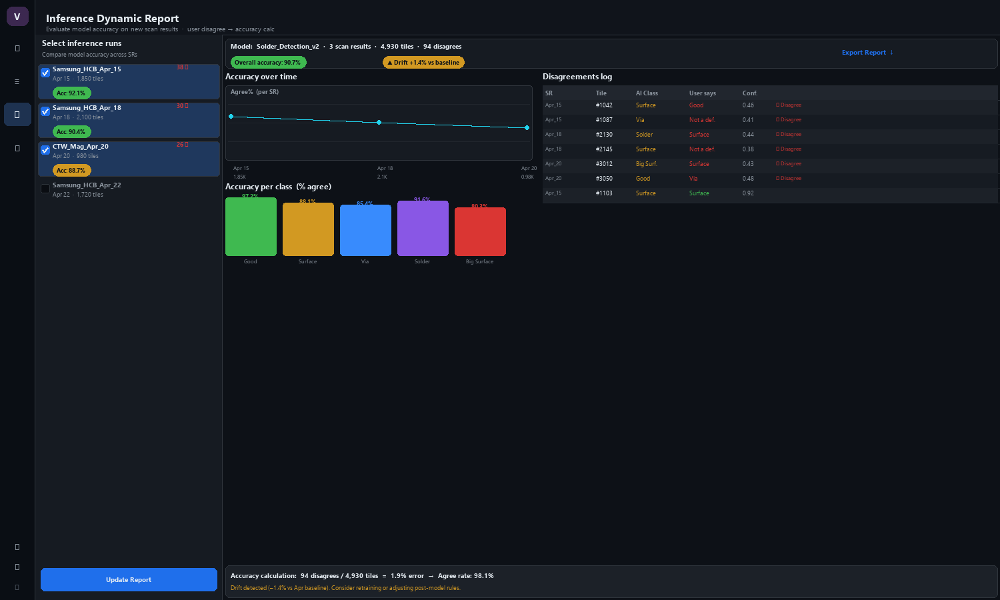 V
Inference Dynamic Report
Evaluate model accuracy on new scan results · user disagree → accuracy calc
Select inference runs
Compare model accuracy across SRs
Samsung_HCB_Apr_15 38
Apr 15 · 1,850 tiles
Acc: 92.1%
Samsung_HCB_Apr_18 30
Apr 18 · 2,100 tiles
Acc: 90.4%
CTW_Mag_Apr_20 26
Apr 20 · 980 tiles
Acc: 88.7%
Samsung_HCB_Apr_22
Apr 22 · 1,720 tiles
Update Report
Model: Solder_Detection_v2 · 3 scan results · 4,930 tiles · 94 disagrees
Overall accuracy: 90.7% ▲ Drift +1.4% vs baseline
Export Report ↓
Accuracy over time
Agree% (per SR)
Apr 15 Apr 18 Apr 20
1.85K 2.1K 0.98K
Accuracy per class (% agree)
97.2% 88.1% 85.4% 91.6% 80.3%
Good Surface Via Solder Big Surface
Disagreements log
SR Tile AI Class User says Conf.
Apr_15 #1042 Surface Good 0.46 Disagree
Apr_15 #1087 Via Not a def. 0.41 Disagree
Apr_18 #2130 Solder Surface 0.44 Disagree
Apr_18 #2145 Surface Not a def. 0.38 Disagree
Apr_20 #3012 Big Surf. Surface 0.43 Disagree
Apr_20 #3050 Good Via 0.48 Disagree
Apr_15 #1103 Surface Surface 0.92
Accuracy calculation: 94 disagrees / 4,930 tiles = 1.9% error → Agree rate: 98.1%
Drift detected (−1.4% vs Apr baseline). Consider retraining or adjusting post-model rules.